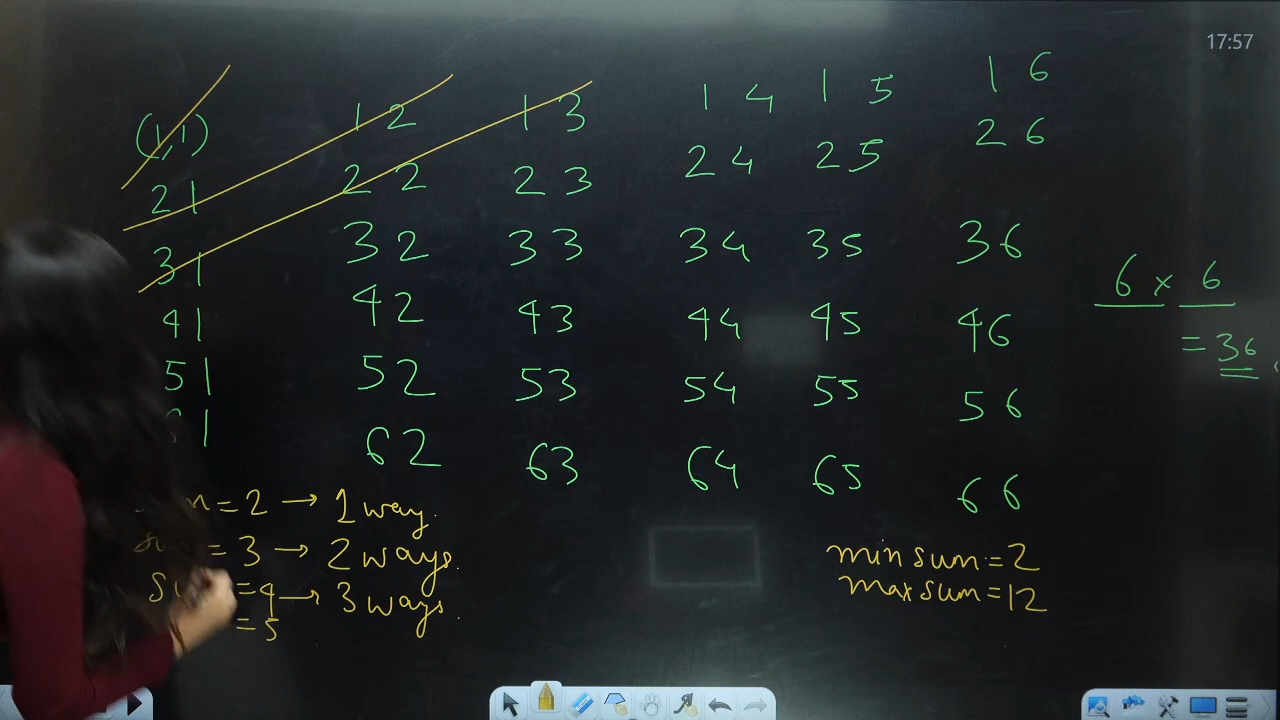 17:57
(1,1) 12 13 14 15 16
21 22 23 24 25 26
31 32 33 34 35 36
41 42 43 44 45 46
51 52 53 54 55 56
61 62 63 64 65 66
6 x 6
= 36
= 2 → 1 way.
= 3 → 2 ways.
= 4 → 3 ways.
= 5
min sum = 2
max sum = 12